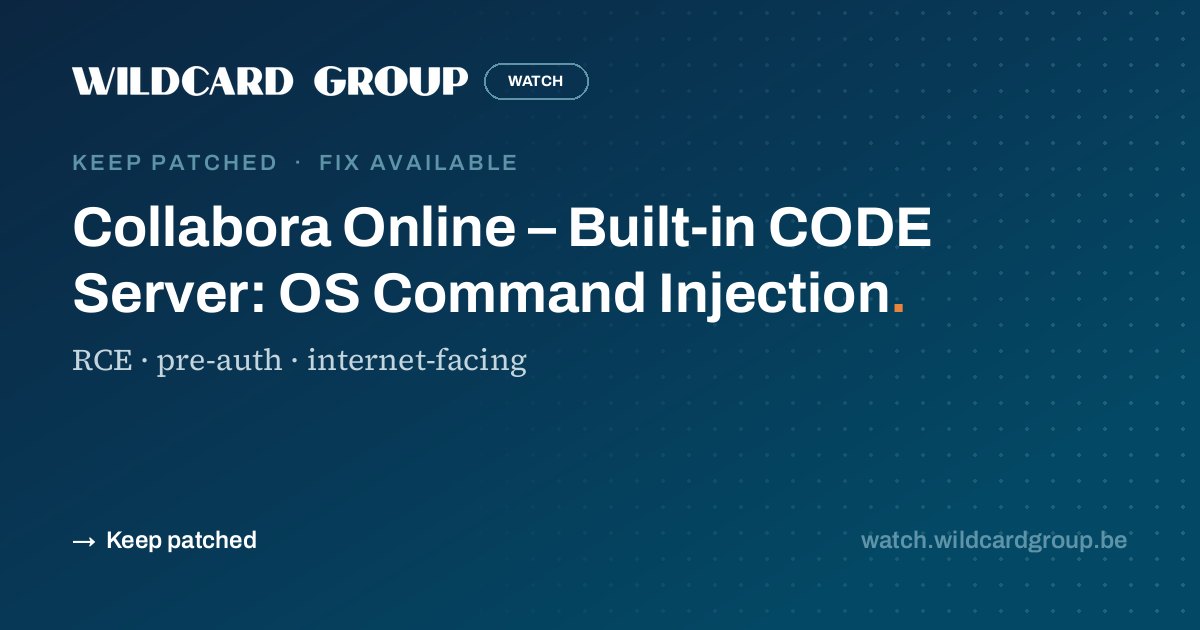 WILDCARD GROUP WATCH
KEEP PATCHED · FIX AVAILABLE
Collabora Online – Built-in CODE
Server: OS Command Injection.
RCE · pre-auth · internet-facing
→ Keep patched
watch.wildcardgroup.be